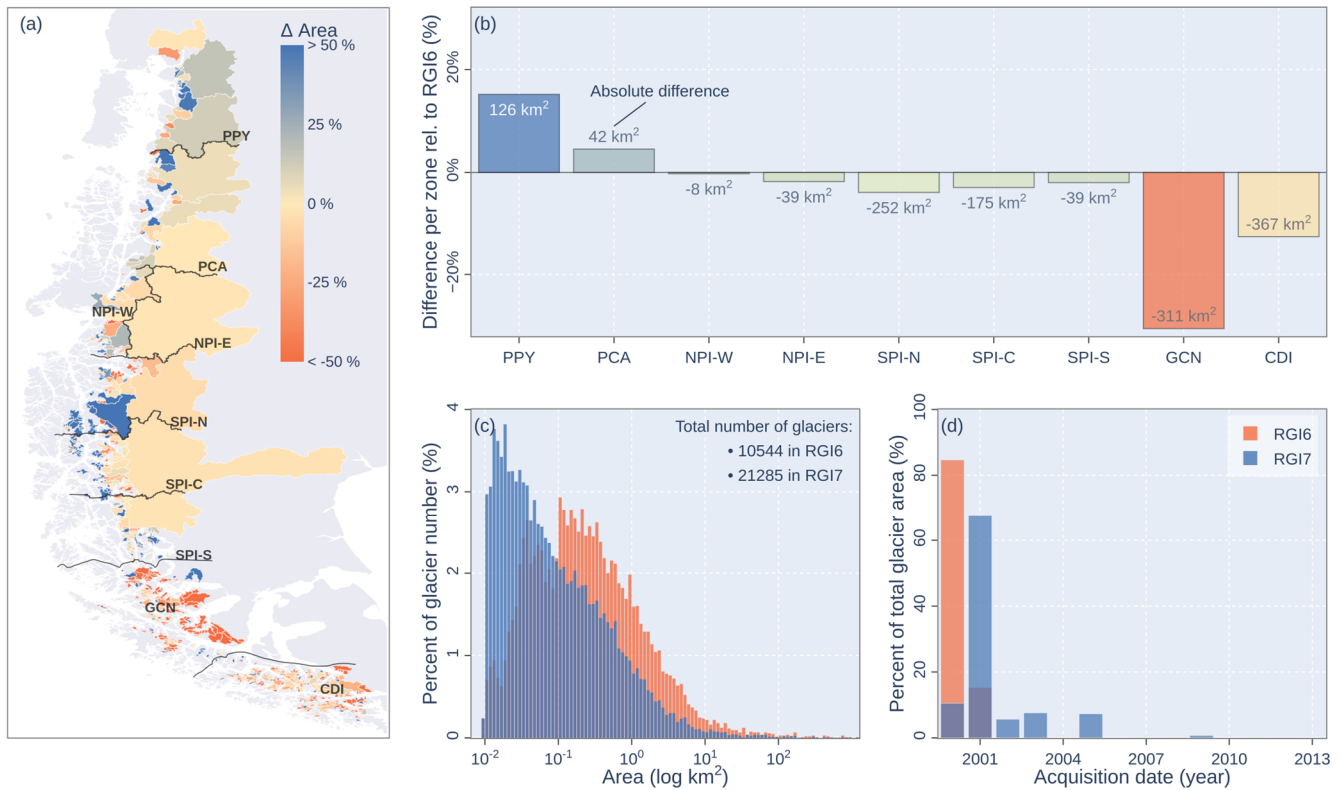 (a)
Δ Area
> 50 %
25 %
0 %
-25 %
< -50 %
PPY
PCA
NPI-W
NPI-E
SPI-N
SPI-C
SPI-S
GCN
CDI
(b)
Difference per zone rel. to RGI6 (%)
20%
0%
−20%
Absolute difference
126 km²
42 km²
-8 km²
-39 km²
-252 km²
-175 km²
-39 km²
-311 km²
-367 km²
PPY PCA NPI-W NPI-E SPI-N SPI-C SPI-S GCN CDI
(c)
Percent of glacier number (%)
4
3
2
1
0
Total number of glaciers:
• 10544 in RGI6
• 21285 in RGI7
10⁻² 10⁻¹ 10⁰ 10¹ 10²
Area (log km²)
(d)
Percent of total glacier area (%)
100
80
60
40
20
0
RGI6
RGI7
2001 2004 2007 2010 2013
Acquisition date (year)